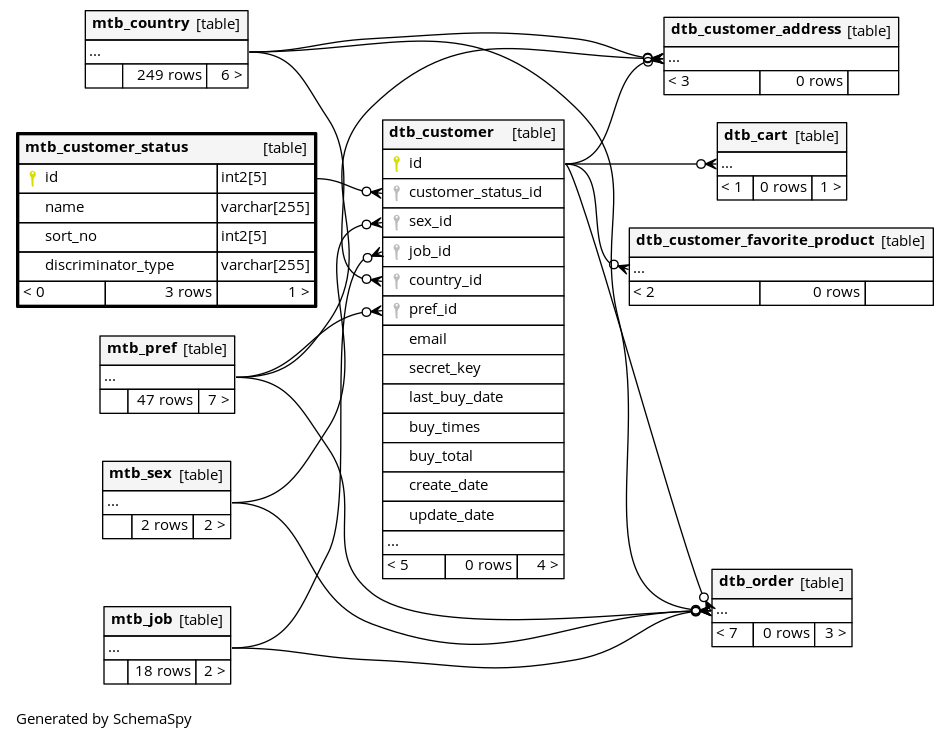 mtb_country [table]
...
249 rows 6 >
mtb_customer_status [table]
id int2[5]
name varchar[255]
sort_no int2[5]
discriminator_type varchar[255]
< 0 3 rows 1 >
mtb_pref [table]
...
47 rows 7 >
mtb_sex [table]
...
2 rows 2 >
mtb_job [table]
...
18 rows 2 >
dtb_customer [table]
id
customer_status_id
sex_id
job_id
country_id
pref_id
email
secret_key
last_buy_date
buy_times
buy_total
create_date
update_date
...
< 5 0 rows 4 >
dtb_customer_address [table]
...
< 3 0 rows
dtb_cart [table]
...
< 1 0 rows 1 >
dtb_customer_favorite_product [table]
...
< 2 0 rows
dtb_order [table]
...
< 7 0 rows 3 >
Generated by SchemaSpy